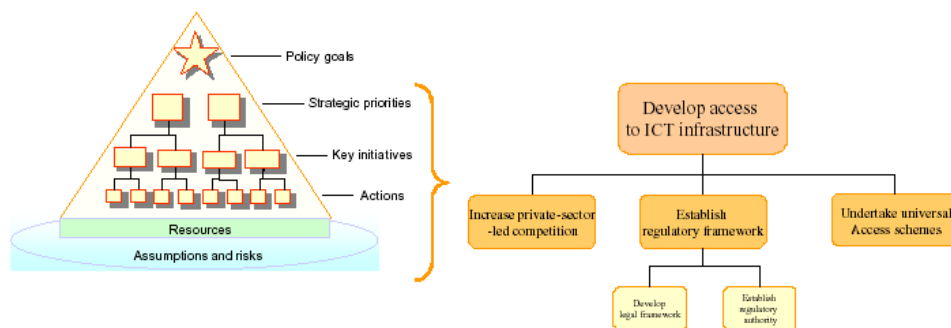 Policy goals
Strategic priorities
Key initiatives
Actions
Resources
Assumptions and risks
Develop access
to ICT infrastructure
Increase private-sector
-led competition
Establish
regulatory framework
Undertake universal
Access schemes
Develop
legal framework
Establish
regulatory
authority